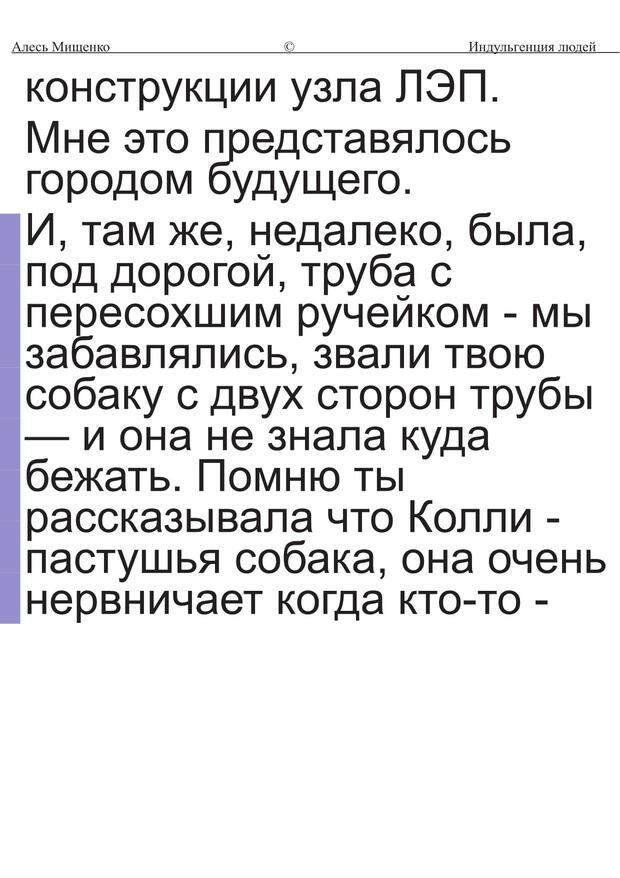 Алесь Мищенко © Индульгенция людей
конструкции узла ЛЭП.
Мне это представялось
городом будущего.
И, там же, недалеко, была,
под дорогой, труба с
пересохшим ручейком - мы
забавлялись, звали твою
собаку с двух сторон трубы
— и она не знала куда
бежать. Помню ты
рассказывала что Колли -
пастушья собака, она очень
нервничает когда кто-то -